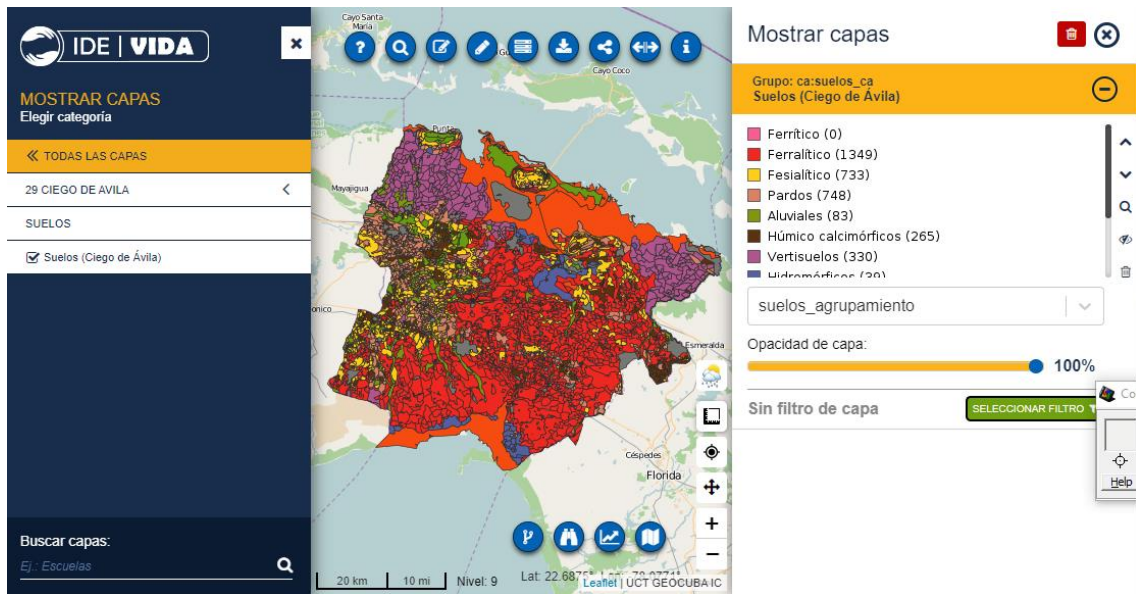 IDE | VIDA
MOSTRAR CAPAS
Elegir categoría
TODAS LAS CAPAS
29 CIEGO DE AVILA
SUELOS
Suelos (Ciego de Ávila)
Buscar capas:
Ej.: Escuelas
Cayo Santa
María
Cayo Coco
Punta
Mayajigua
Esmeralda
Céspedes
Florida
20 km
10 mi
Nivel: 9
Leaflet | UCT GEOCUBA IC
Mostrar capas
Grupo: ca:suelos_ca
Suelos (Ciego de Ávila)
Ferrítico (0)
Ferralítico (1349)
Fesialítico (733)
Pardos (748)
Aluviales (83)
Húmico calcimórficos (265)
Vertisuelos (330)
Hidromórficos (39)
suelos_agrupamiento
Opacidad de capa:
100%
Sin filtro de capa
SELECCIONAR FILTRO
Help